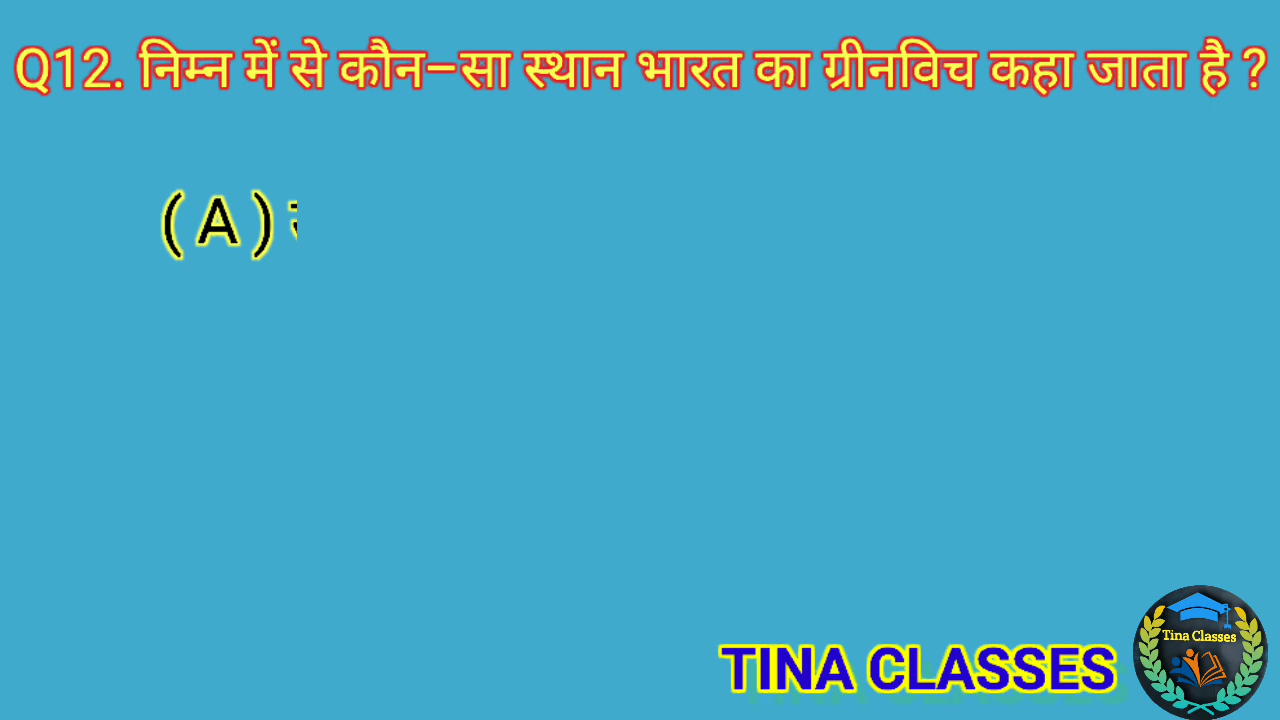 Q12. निम्न में से कौन–सा स्थान भारत का ग्रीनविच कहा जाता है ?
( A )
TINA CLASSES
Tina Classes